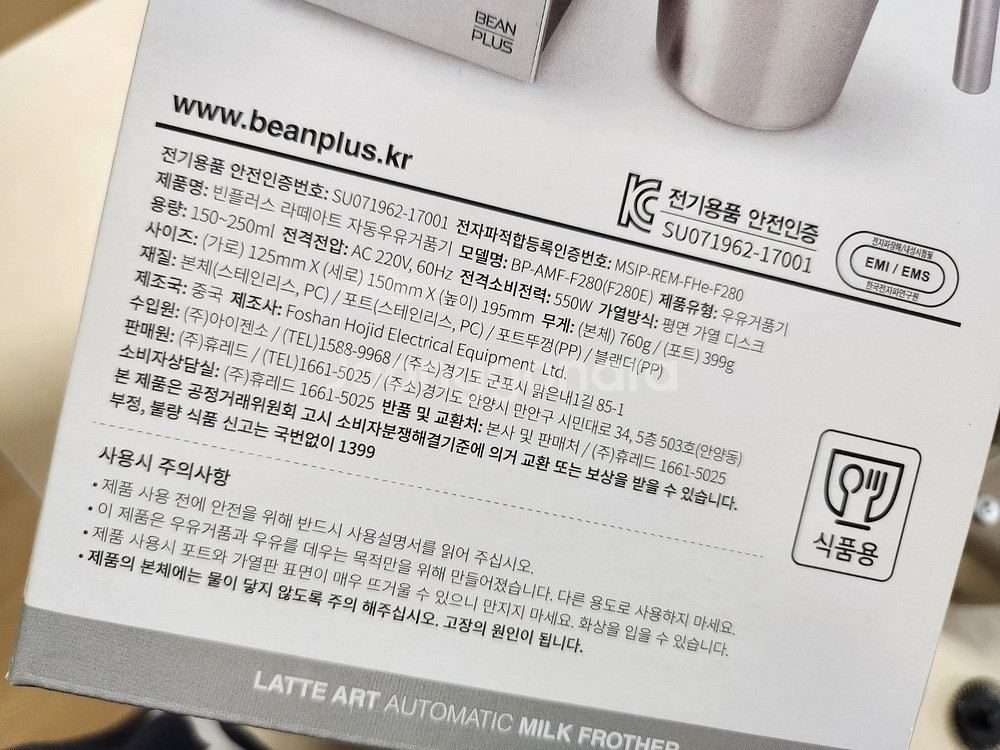 BEAN
PLUS
www.beanplus.kr
전기용품 안전인증
SU071962-17001
전자파장해/내성시험필
EMI / EMS
한국전자파연구원
전기용품 안전인증번호: SU071962-17001 전자파적합등록인증번호: MSIP-REM-FHe-F280
제품명: 빈플러스 라떼아트 자동우유거품기 모델명: BP-AMF-F280(F280E) 제품유형: 우유거품기
용량: 150~250ml 전격전압: AC 220V, 60Hz 전격소비전력: 550W 가열방식: 평면 가열 디스크
사이즈: (가로) 125mm X (세로) 150mm X (높이) 195mm 무게: (본체) 760g / (포트) 399g
재질: 본체(스테인리스, PC) / 포트(스테인리스, PC) / 포트뚜껑(PP) / 블랜더(PP)
제조국: 중국 제조사: Foshan Hojid Electrical Equipment Ltd.
수입원: (주)아이젠소 / (TEL)1588-9968 / (주소)경기도 군포시 맑은내1길 85-1
판매원: (주)휴레드 / (TEL)1661-5025 / (주소)경기도 안양시 만안구 시민대로 34, 5층 503호(안양동)
소비자상담실: (주)휴레드 1661-5025 반품 및 교환처: 본사 및 판매처 / (주)휴레드 1661-5025
본 제품은 공정거래위원회 고시 소비자분쟁해결기준에 의거 교환 또는 보상을 받을 수 있습니다.
부정, 불량 식품 신고는 국번없이 1399
식품용
사용시 주의사항
• 제품 사용 전에 안전을 위해 반드시 사용설명서를 읽어 주십시오.
• 이 제품은 우유거품과 우유를 데우는 목적만을 위해 만들어졌습니다. 다른 용도로 사용하지 마세요.
• 제품 사용시 포트와 가열판 표면이 매우 뜨거울 수 있으니 만지지 마세요. 화상을 입을 수 있습니다.
• 제품의 본체에는 물이 닿지 않도록 주의 해주십시오. 고장의 원인이 됩니다.
LATTE ART AUTOMATIC MILK FROTHER